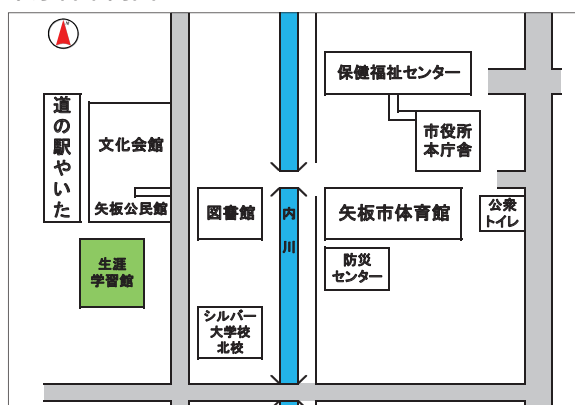 保健福祉センター
道の駅やいた
文化会館
市役所
本庁舎
矢板公民館
図書館
内川
矢板市体育館
公衆
トイレ
生涯
学習館
防災
センター
シルバー
大学校
北校